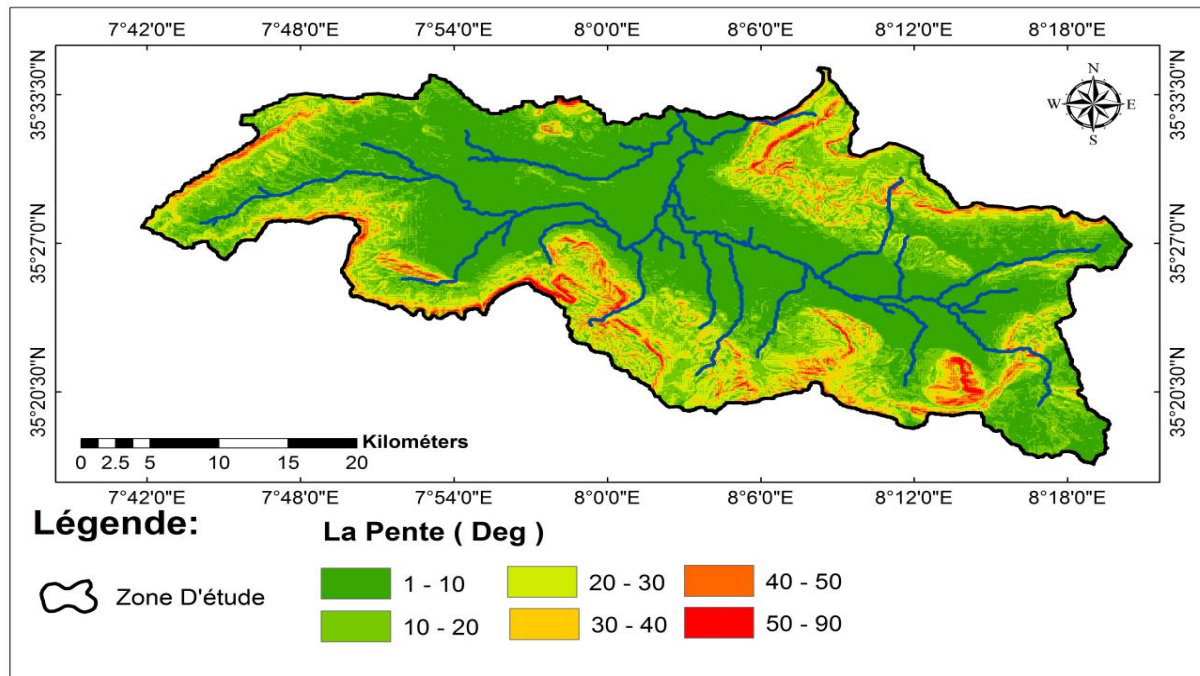 7°42'0"E 7°48'0"E 7°54'0"E 8°0'0"E 8°6'0"E 8°12'0"E 8°18'0"E
35°33'30"N 35°33'30"N
N
W E
S
35°27'0"N 35°27'0"N
35°20'30"N 35°20'30"N
Kilométers
0 2.5 5 10 15 20
7°42'0"E 7°48'0"E 7°54'0"E 8°0'0"E 8°6'0"E 8°12'0"E 8°18'0"E
Légende:
La Pente ( Deg )
Zone D'étude
1 - 10 20 - 30 40 - 50
10 - 20 30 - 40 50 - 90